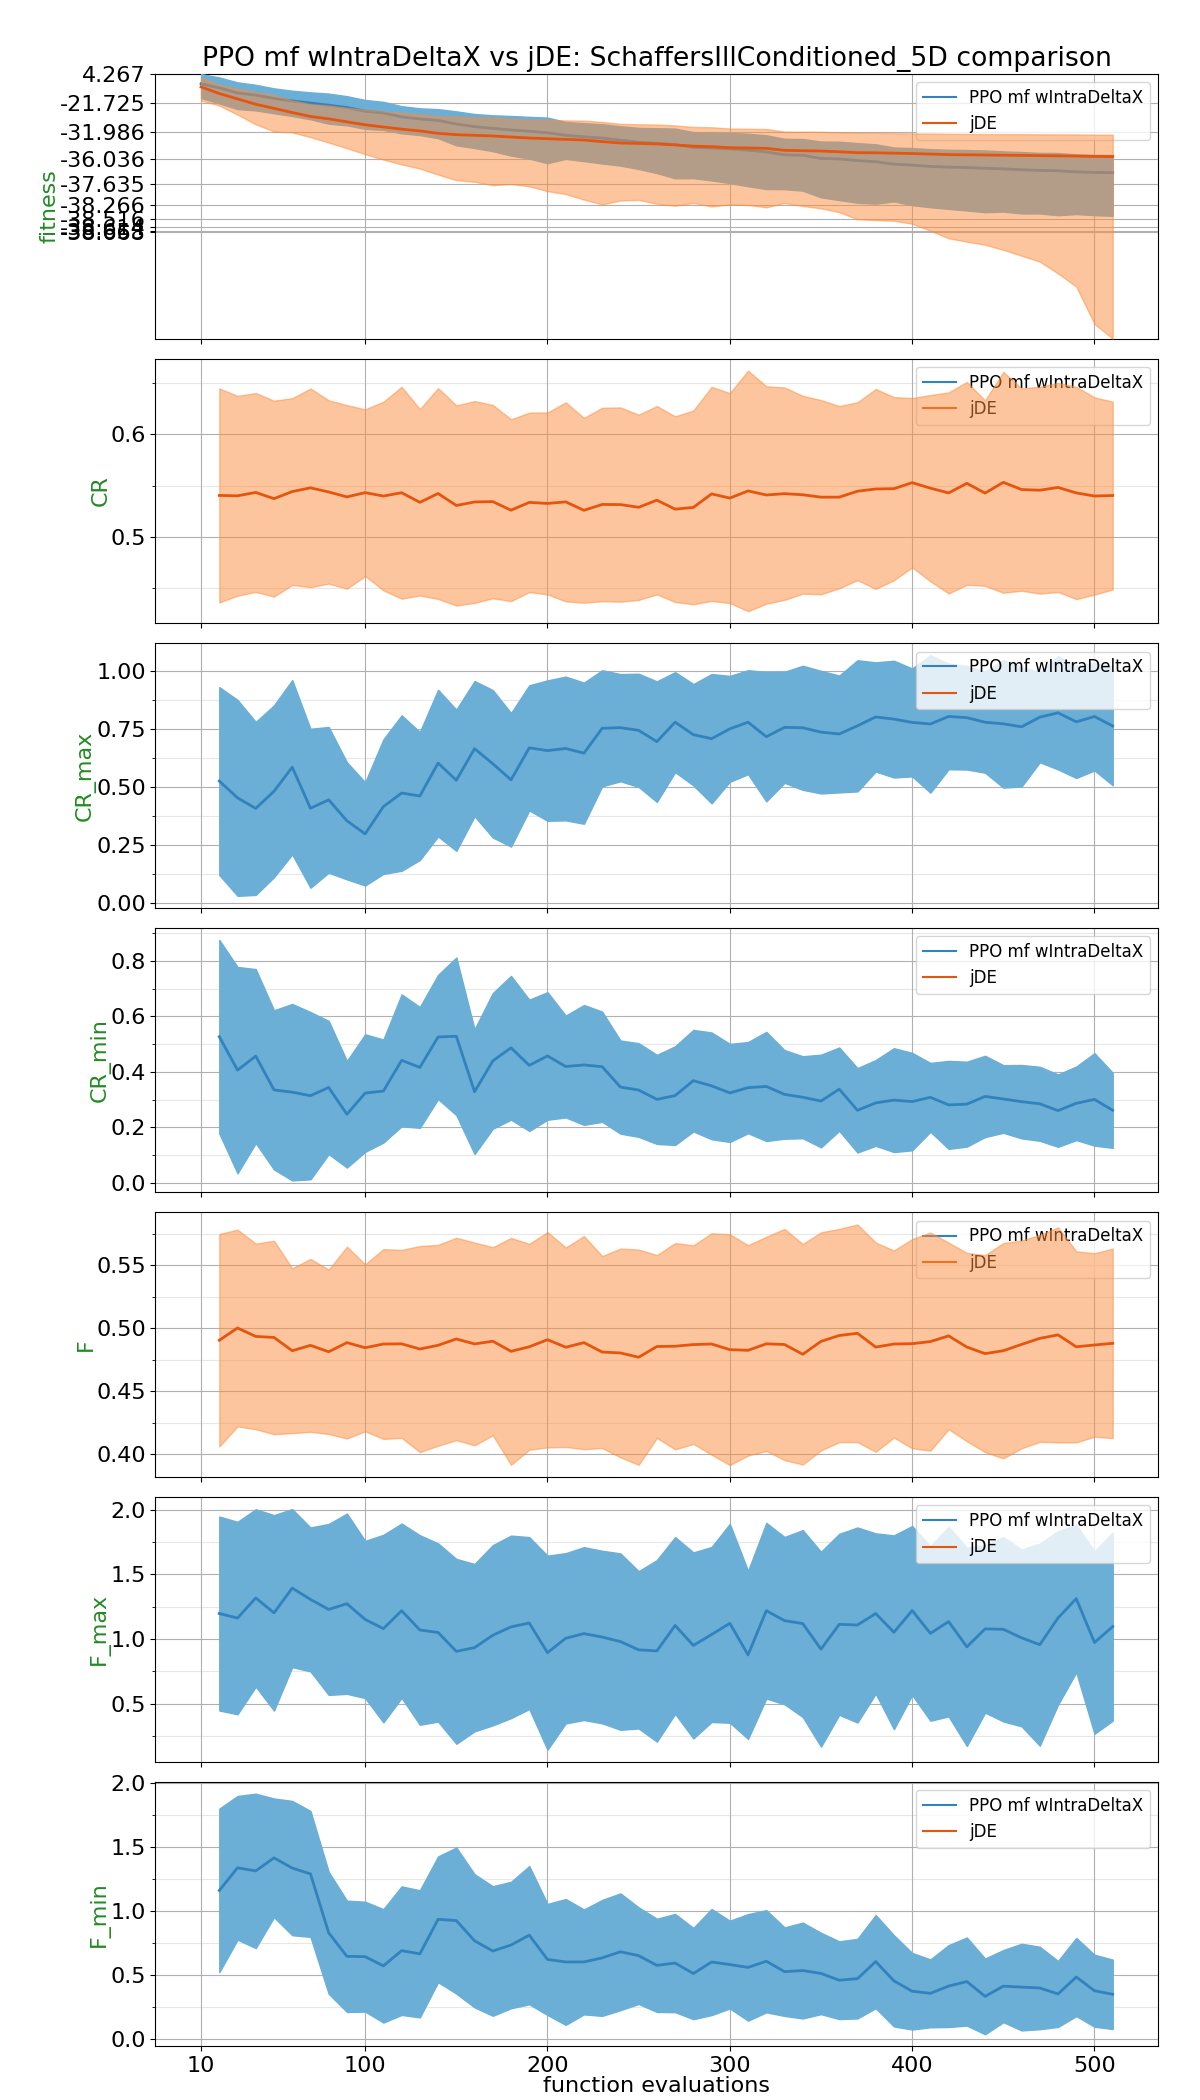 PPO mf wIntraDeltaX vs jDE: SchaffersIllConditioned_5D comparison
4.267
-21.725
-31.986
-36.036
-37.635
-38.266
fitness
PPO mf wIntraDeltaX
jDE
0.6
0.5
CR
PPO mf wIntraDeltaX
jDE
1.00
0.75
0.50
0.25
0.00
CR_max
PPO mf wIntraDeltaX
jDE
0.8
0.6
0.4
0.2
0.0
CR_min
PPO mf wIntraDeltaX
jDE
0.55
0.50
0.45
0.40
F
PPO mf wIntraDeltaX
jDE
2.0
1.5
1.0
0.5
F_max
PPO mf wIntraDeltaX
jDE
2.0
1.5
1.0
0.5
0.0
F_min
PPO mf wIntraDeltaX
jDE
10 100 200 300 400 500
function evaluations